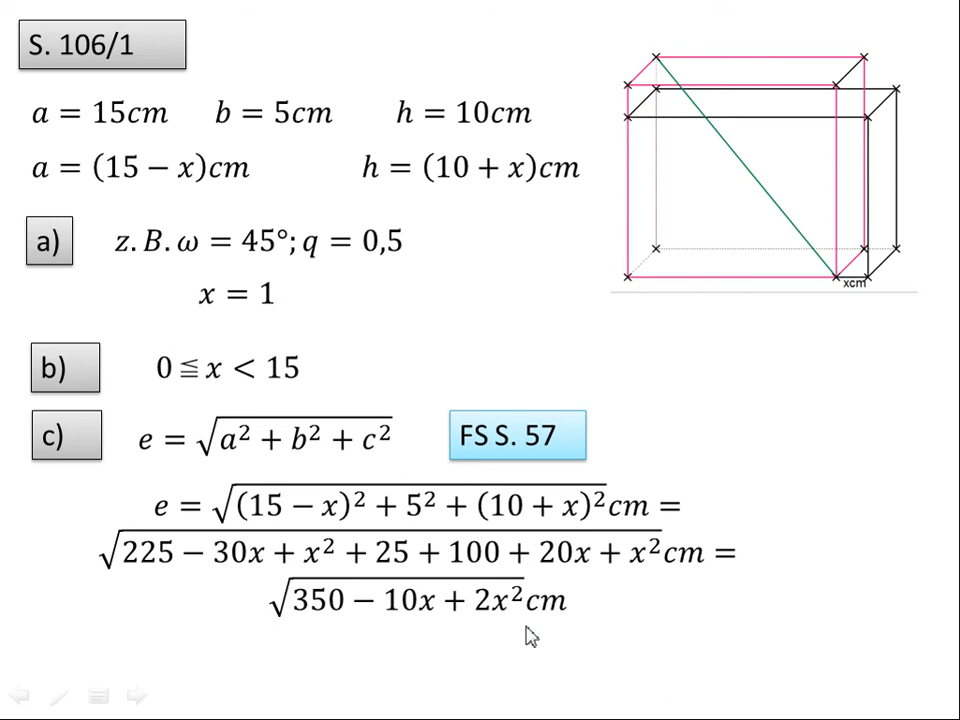 S. 106/1
a = 15cm b = 5cm h = 10cm
a = (15 − x)cm h = (10 + x)cm
a) z. B. ω = 45°; q = 0,5
x = 1
b) 0 ≦ x < 15
c) e = √(a² + b² + c²) FS S. 57
e = √((15 − x)² + 5² + (10 + x)²)cm =
√(225 − 30x + x² + 25 + 100 + 20x + x²)cm =
√(350 − 10x + 2x²)cm
xcm